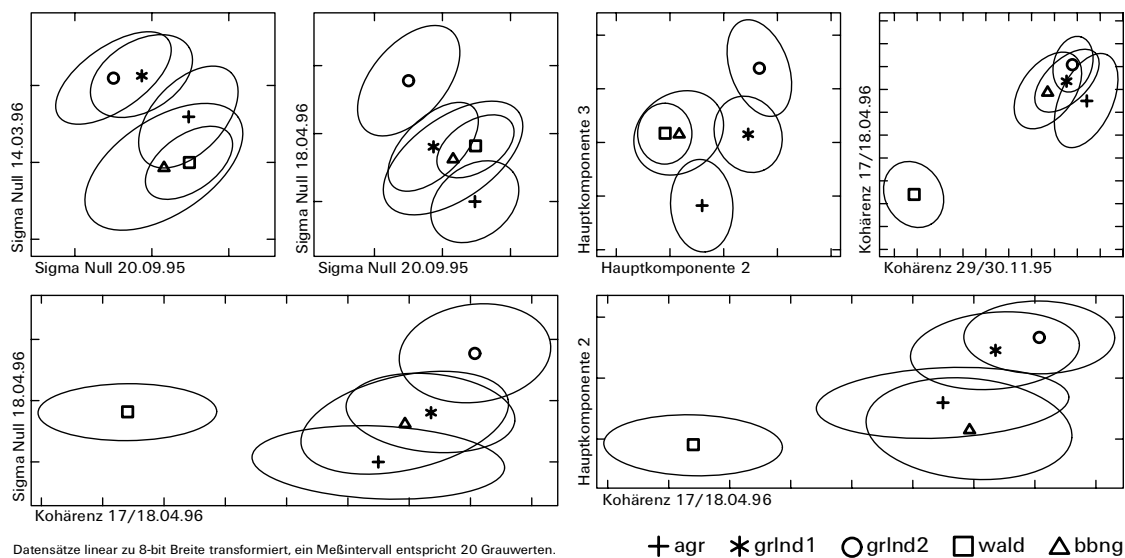 Sigma Null 14.03.96
Sigma Null 20.09.95
Sigma Null 18.04.96
Sigma Null 20.09.95
Hauptkomponente 3
Hauptkomponente 2
Kohärenz 17/18.04.96
Kohärenz 29/30.11.95
Sigma Null 18.04.96
Kohärenz 17/18.04.96
Hauptkomponente 2
Kohärenz 17/18.04.96
Datensätze linear zu 8-bit Breite transformiert, ein Meßintervall entspricht 20 Grauwerten.
agr grlnd1 grlnd2 wald bbng